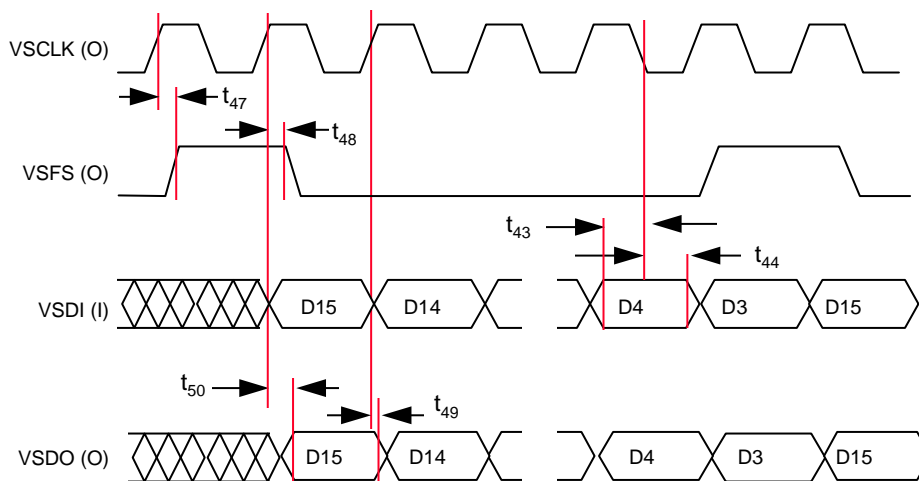 VSCLK (O)
t47
t48
VSFS (O)
t43
t44
VSDI (I) D15 D14 D4 D3 D15
t50
t49
VSDO (O) D15 D14 D4 D3 D15